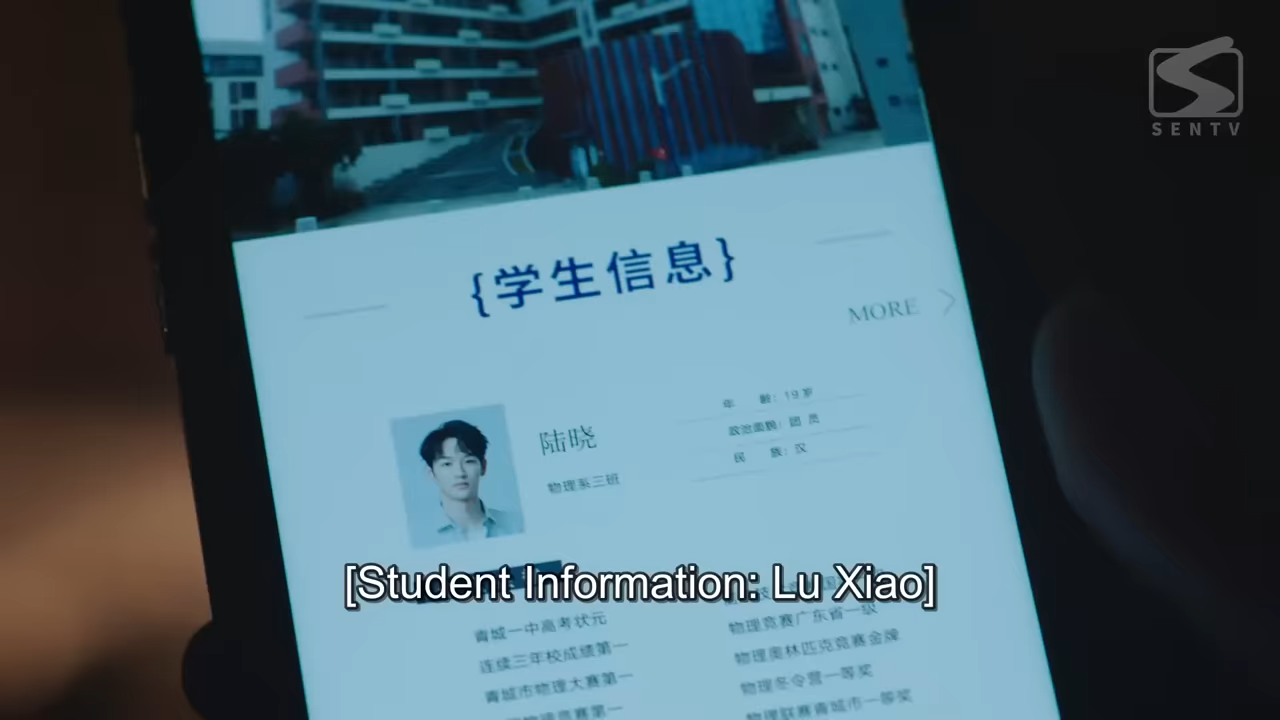 SENTV
{学生信息}
MORE
陆晓
物理系三班
年 龄：19岁
政治面貌：团员
民 族：汉
[Student Information: Lu Xiao]
青城一中高考状元
连续三年校成绩第一
青城市物理大赛第一
物理竞赛广东省一级
物理奥林匹克竞赛金牌
物理冬令营一等奖
物理联赛青城市一等奖